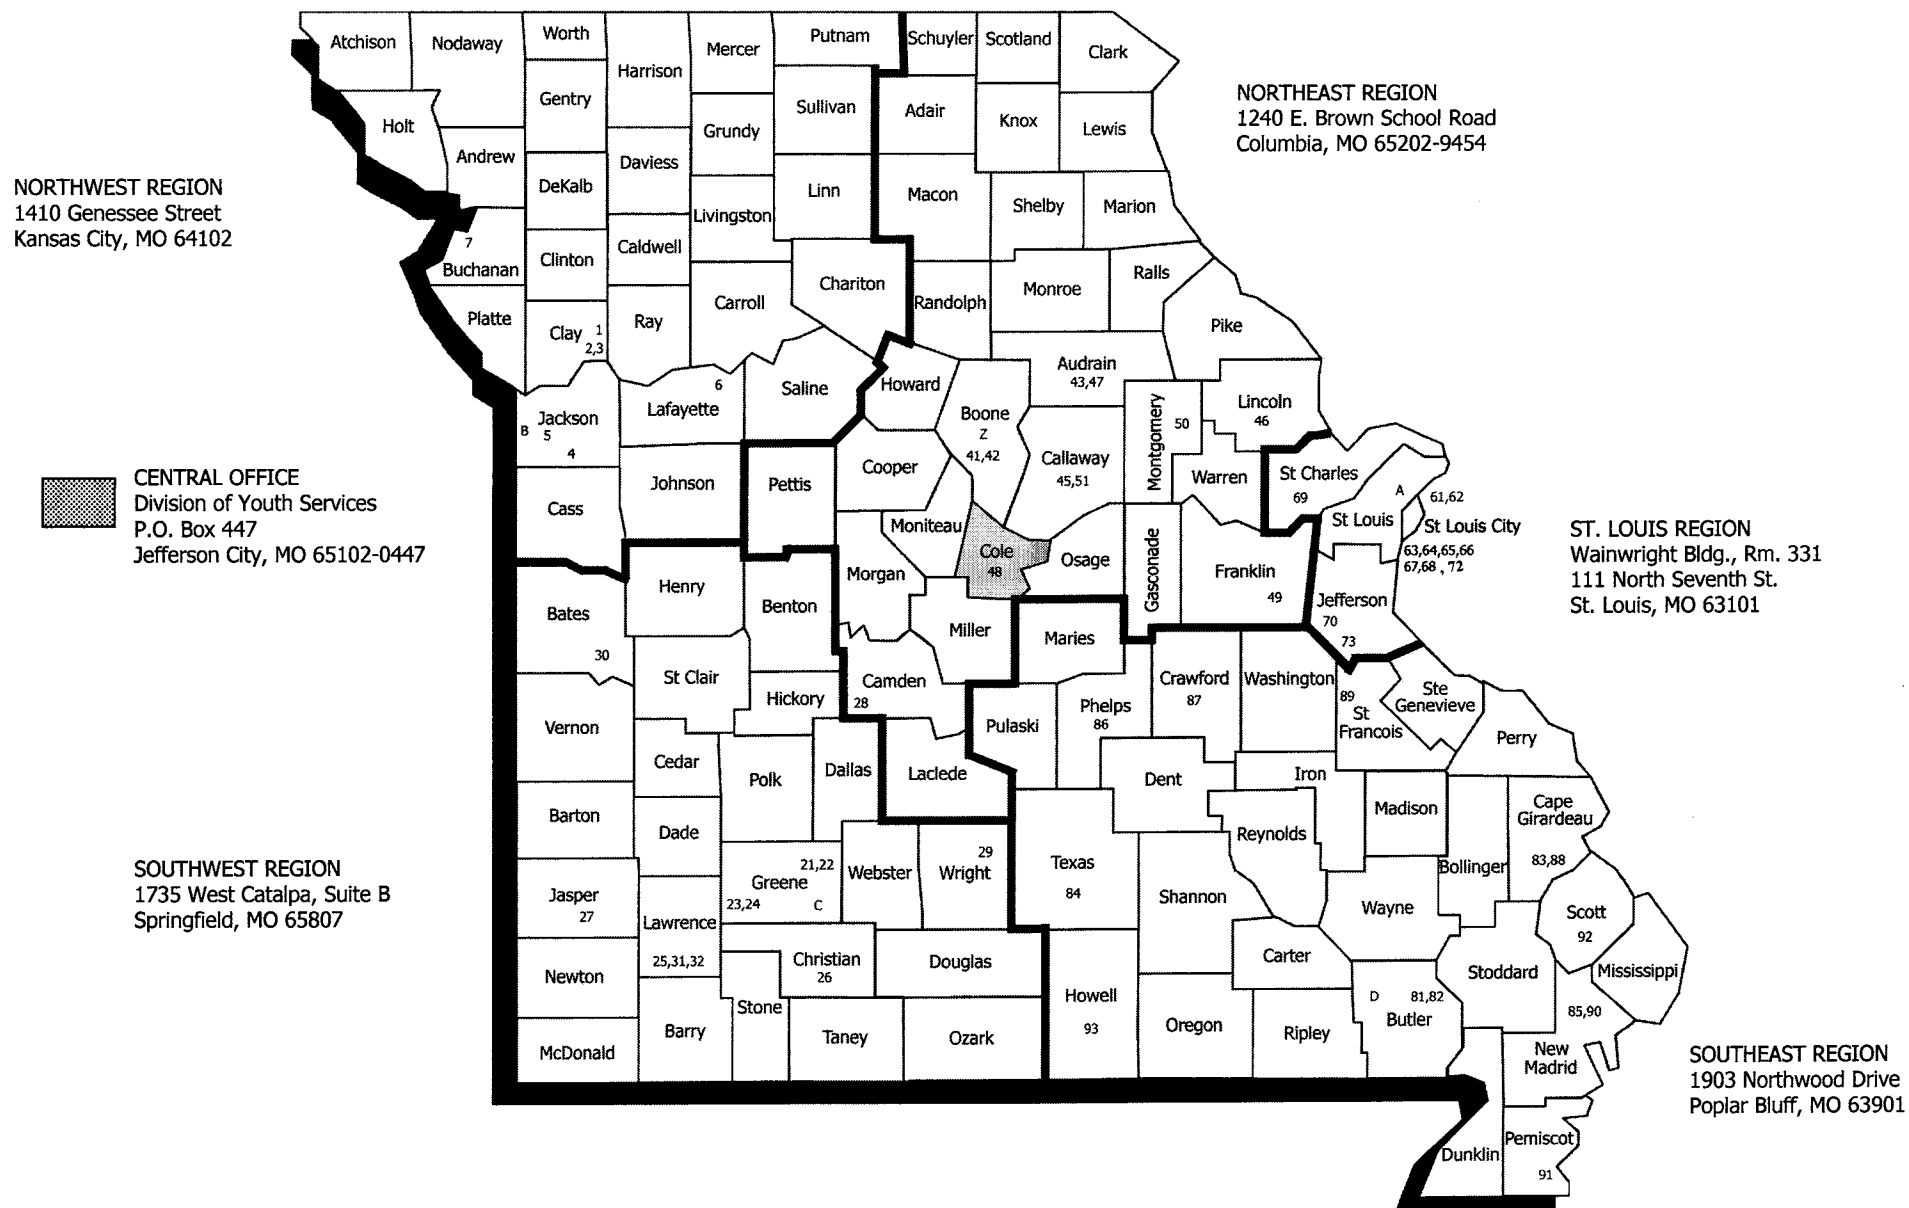 Atchison
Nodaway
Worth
Harrison
Mercer
Putnam
Schuyler
Scotland
Clark
Gentry
Sullivan
Adair
Knox
Lewis
Holt
Grundy
Andrew
Daviess
DeKalb
Linn
Macon
Shelby
Marion
Livingston
NORTHEAST REGION
1240 E. Brown School Road
Columbia, MO 65202-9454
NORTHWEST REGION
1410 Genessee Street
Kansas City, MO 64102
7
Buchanan
Clinton
Caldwell
Chariton
Randolph
Monroe
Ralls
Platte
Clay 1
2,3
Ray
Carroll
Pike
Audrain
43,47
6
Lafayette
Saline
Howard
Boone
Z
41,42
Jackson
B 5
4
Lincoln
46
Montgomery
50
Callaway
45,51
Cooper
Warren
St Charles
69
A
61,62
St Louis
St Louis City
63,64,65,66
67,68 , 72
CENTRAL OFFICE
Division of Youth Services
P.O. Box 447
Jefferson City, MO 65102-0447
Cass
Johnson
Pettis
Moniteau
Cole
48
Osage
Gasconade
Franklin
49
Jefferson
70
73
ST. LOUIS REGION
Wainwright Bldg., Rm. 331
111 North Seventh St.
St. Louis, MO 63101
Bates
30
Henry
Benton
Morgan
Miller
Maries
St Clair
Hickory
Camden
28
Pulaski
Phelps
86
Crawford
87
Washington
89
St
Francois
Ste
Genevieve
Perry
Vernon
Cedar
Polk
Dallas
Laclede
Dent
Iron
Madison
Cape
Girardeau
83,88
Barton
Dade
Reynolds
Bollinger
SOUTHWEST REGION
1735 West Catalpa, Suite B
Springfield, MO 65807
Jasper
27
Lawrence
25,31,32
21,22
Greene
23,24
C
Webster
29
Wright
Texas
84
Shannon
Wayne
Scott
92
Newton
Christian
26
Douglas
Carter
Stoddard
Mississippi
Howell
93
Stone
D
81,82
Butler
85,90
McDonald
Barry
Taney
Ozark
Oregon
Ripley
New
Madrid
SOUTHEAST REGION
1903 Northwood Drive
Poplar Bluff, MO 63901
Dunklin
Pemiscot
91